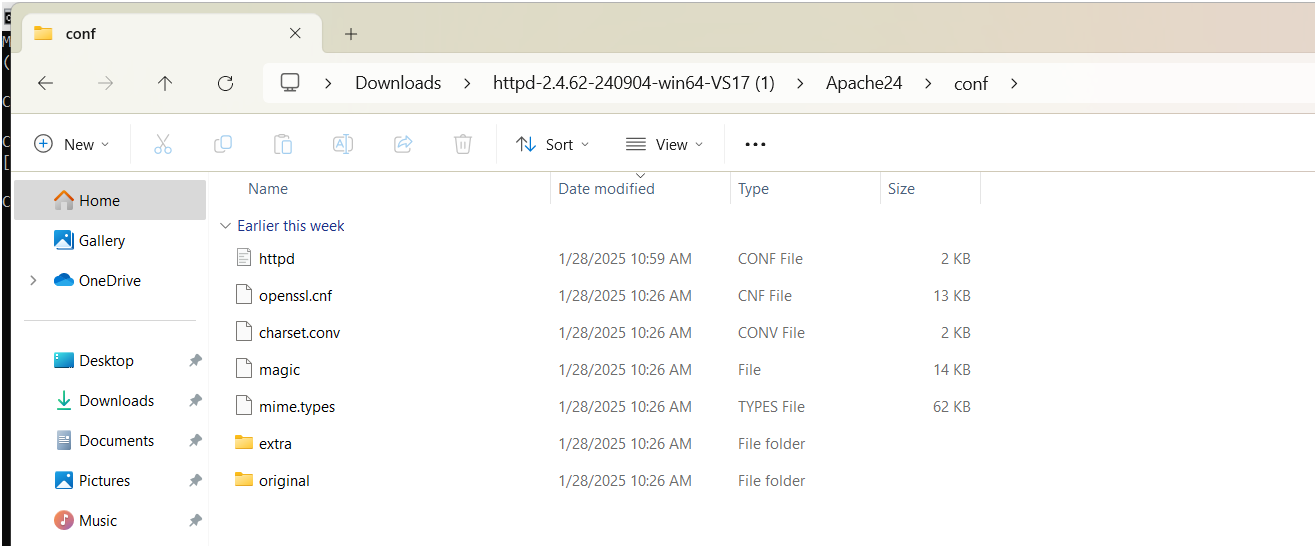 conf
Downloads > httpd-2.4.62-240904-win64-VS17 (1) > Apache24 > conf >
New Sort View
Name Date modified Type Size
Home
Gallery
OneDrive
Desktop
Downloads
Documents
Pictures
Music
Earlier this week
httpd 1/28/2025 10:59 AM CONF File 2 KB
openssl.cnf 1/28/2025 10:26 AM CNF File 13 KB
charset.conv 1/28/2025 10:26 AM CONV File 2 KB
magic 1/28/2025 10:26 AM File 14 KB
mime.types 1/28/2025 10:26 AM TYPES File 62 KB
extra 1/28/2025 10:26 AM File folder
original 1/28/2025 10:26 AM File folder